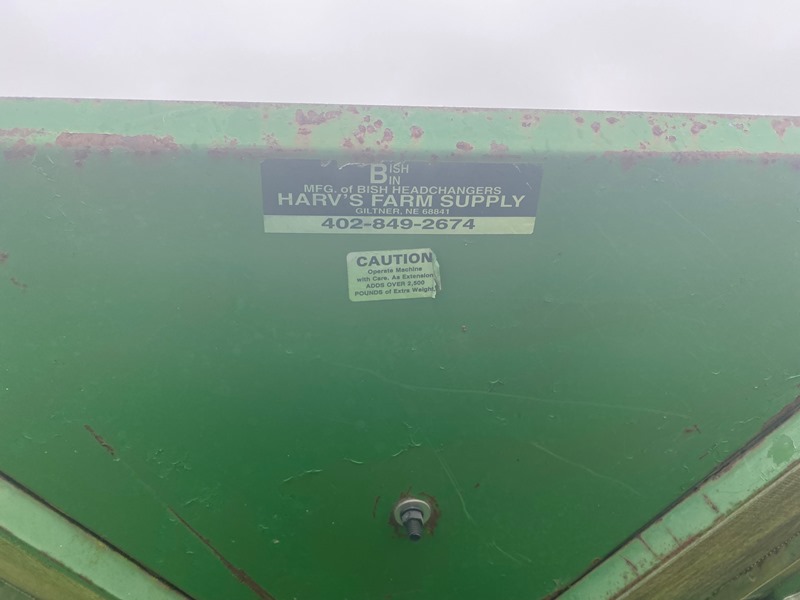 BISH
BIN
MFG. of BISH HEADCHANGERS
HARV'S FARM SUPPLY
GILTNER, NE 68841
402-849-2674
CAUTION
Operate Machine
with Care, As Extension
ADDS OVER 2,500
POUNDS of Extra Weight